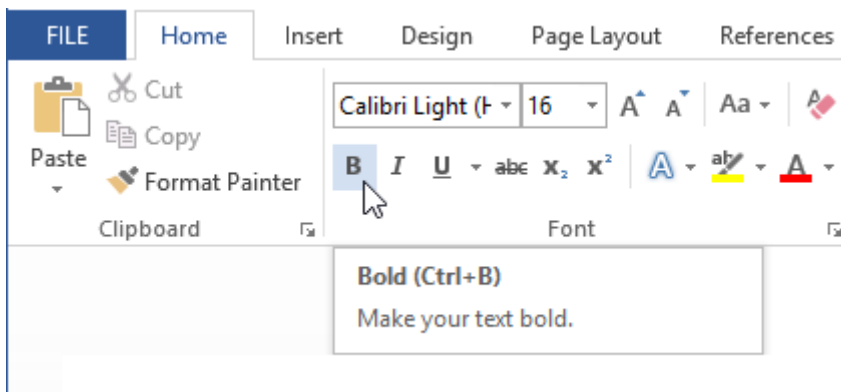 FILE Home Insert Design Page Layout References
Cut
Calibri Light (H 16 A A Aa A
Copy
Paste
Format Painter
B I U abc X₂ X² A ab A
Clipboard Font
Bold (Ctrl+B)
Make your text bold.